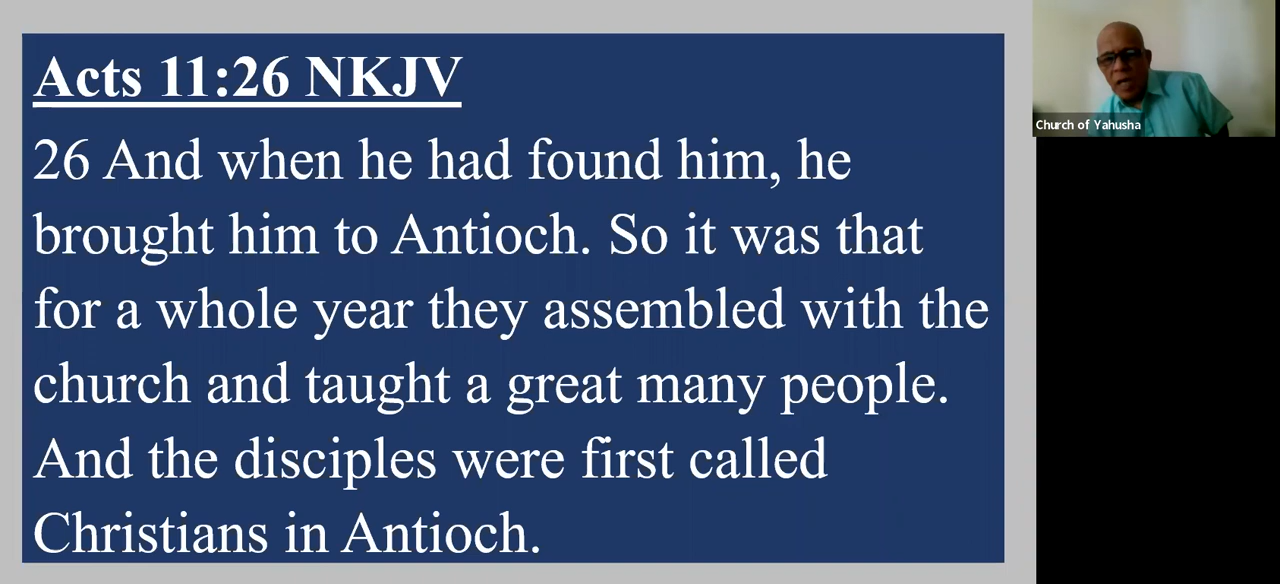 Acts 11:26 NKJV
26 And when he had found him, he
brought him to Antioch. So it was that
for a whole year they assembled with the
church and taught a great many people.
And the disciples were first called
Christians in Antioch.
Church of Yahusha